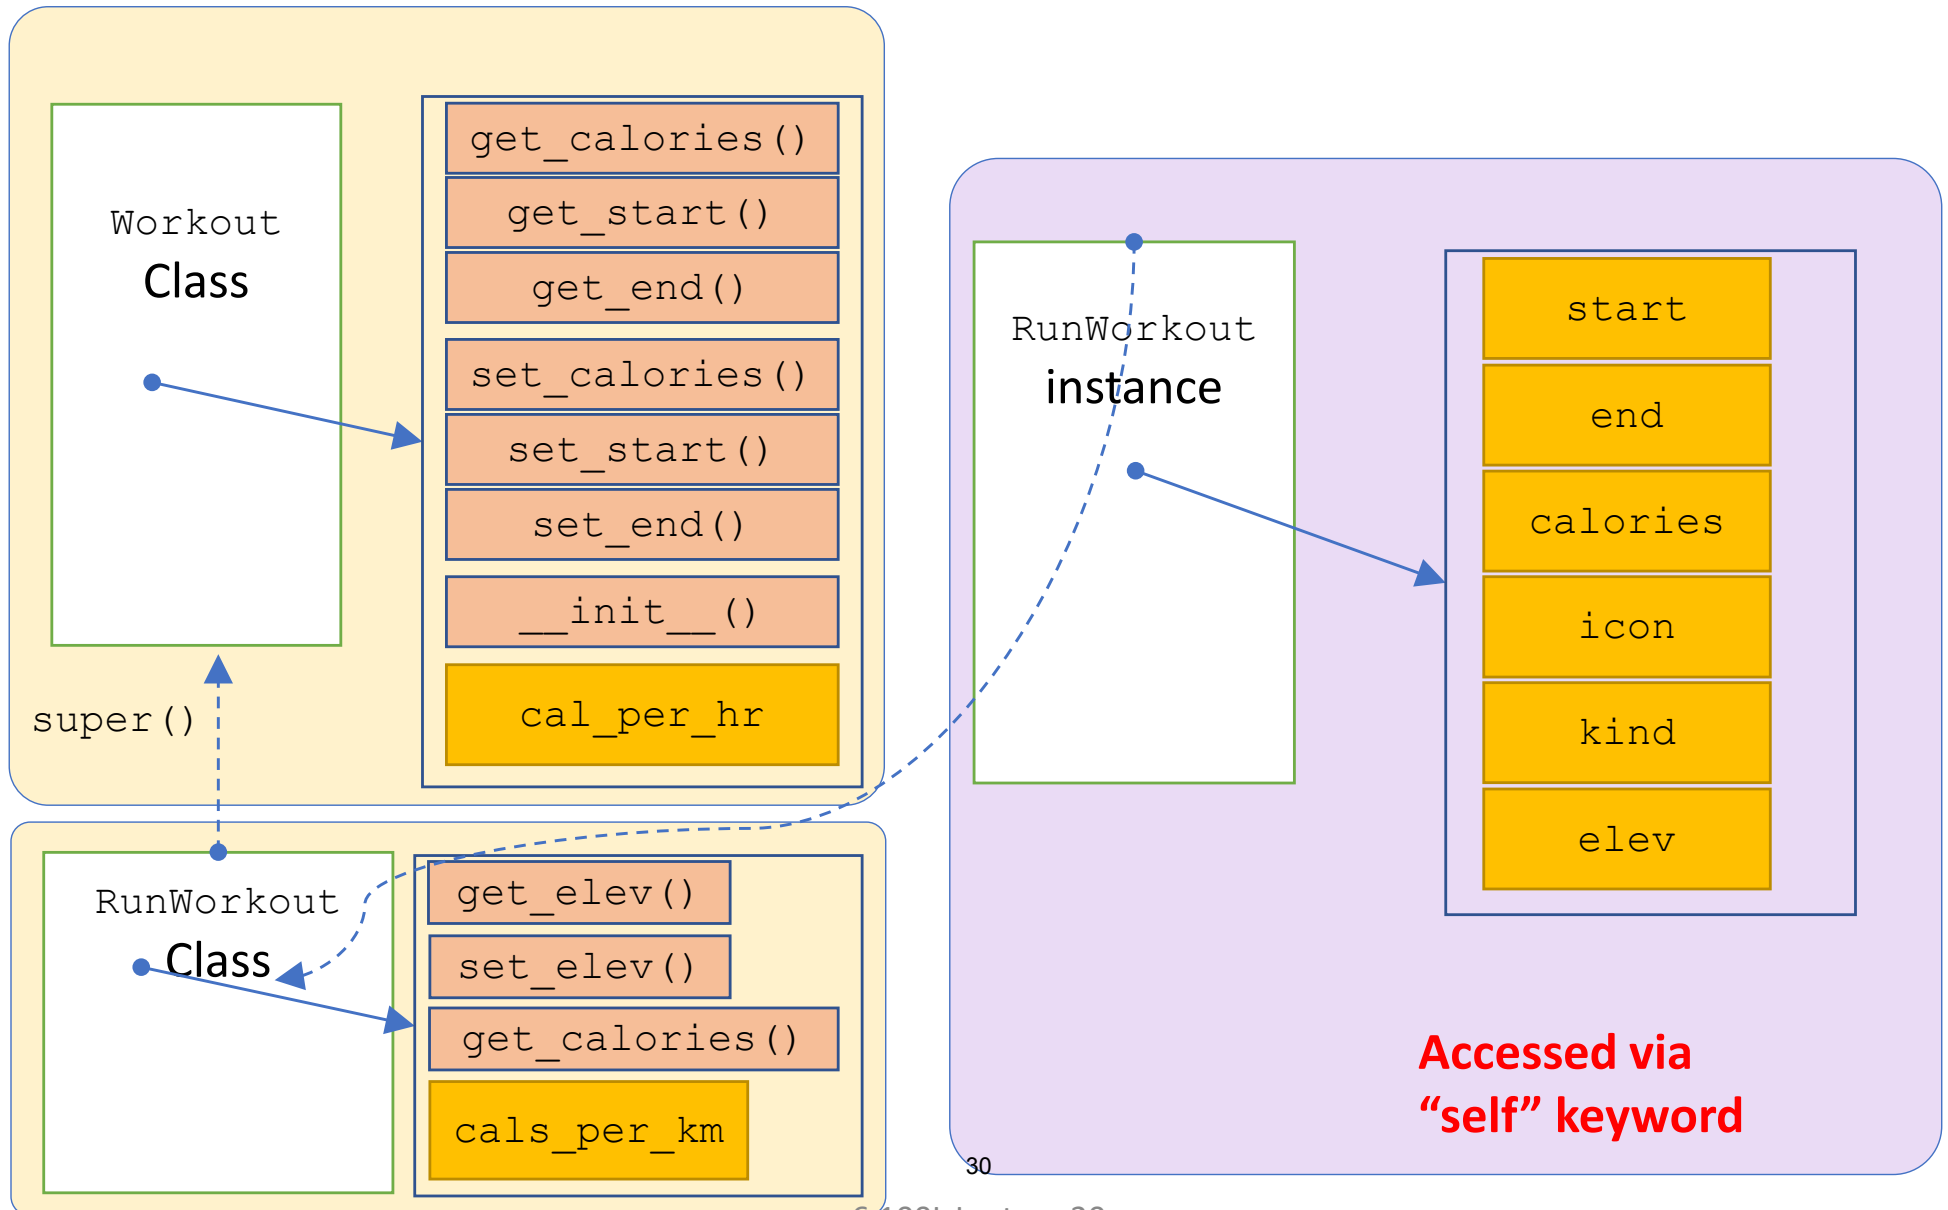 Workout
Class
get_calories()
get_start()
get_end()
set_calories()
set_start()
set_end()
__init__()
cal_per_hr
super()
RunWorkout
Class
get_elev()
set_elev()
get_calories()
cals_per_km
RunWorkout
instance
start
end
calories
icon
kind
elev
Accessed via
“self” keyword
30